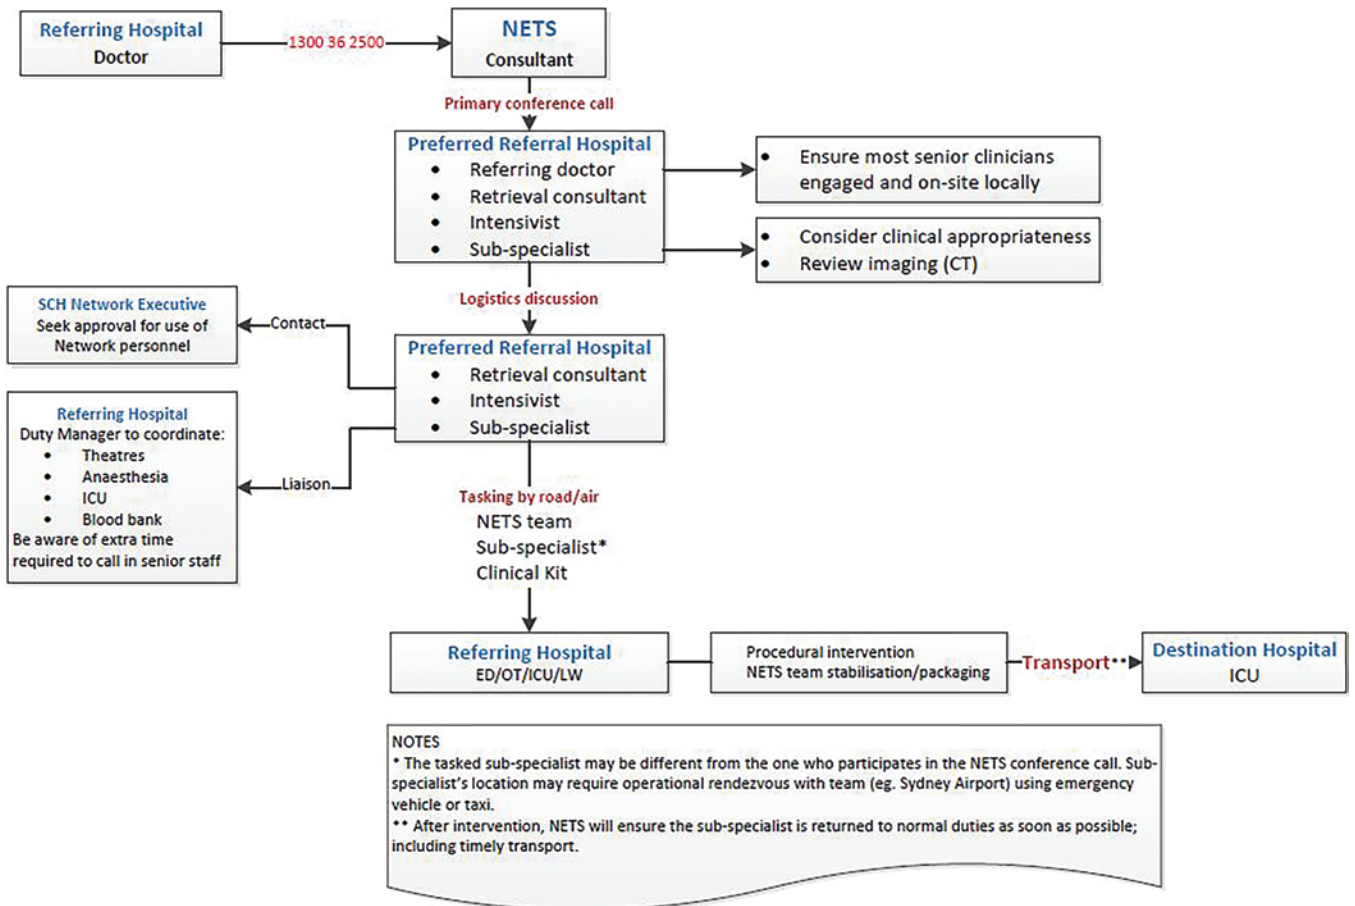 Referring Hospital
Doctor
1300 36 2500
NETS
Consultant
Primary conference call
Preferred Referral Hospital
• Referring doctor
• Retrieval consultant
• Intensivist
• Sub-specialist
• Ensure most senior clinicians
engaged and on-site locally
• Consider clinical appropriateness
• Review imaging (CT)
Logistics discussion
SCH Network Executive
Seek approval for use of
Network personnel
Contact
Preferred Referral Hospital
• Retrieval consultant
• Intensivist
• Sub-specialist
Referring Hospital
Duty Manager to coordinate:
• Theatres
• Anaesthesia
• ICU
• Blood bank
Be aware of extra time
required to call in senior staff
Liaison
Tasking by road/air
NETS team
Sub-specialist*
Clinical Kit
Referring Hospital
ED/OT/ICU/LW
Procedural intervention
NETS team stabilisation/packaging
Transport**
Destination Hospital
ICU
NOTES
* The tasked sub-specialist may be different from the one who participates in the NETS conference call. Sub-
specialist's location may require operational rendezvous with team (eg. Sydney Airport) using emergency
vehicle or taxi.
** After intervention, NETS will ensure the sub-specialist is returned to normal duties as soon as possible;
including timely transport.